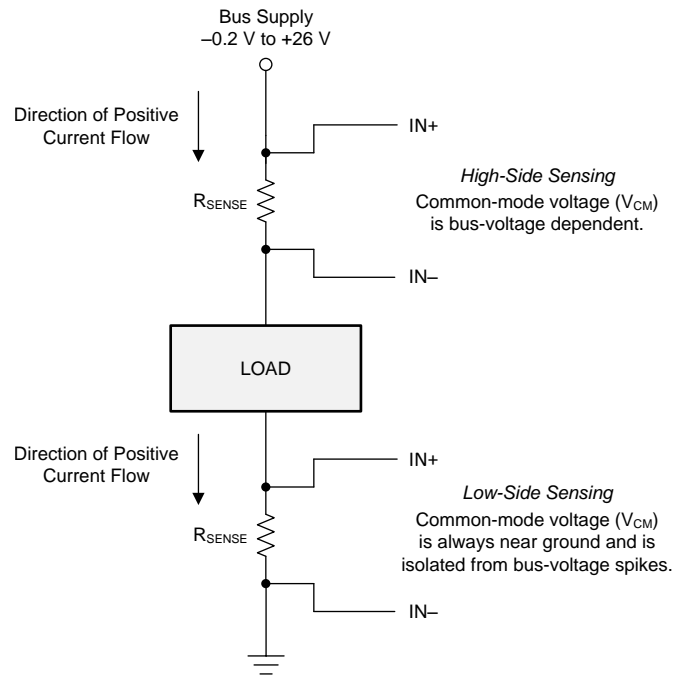 Bus Supply
–0.2 V to +26 V
Direction of Positive
Current Flow
IN+
RSENSE
High-Side Sensing
Common-mode voltage (VCM)
is bus-voltage dependent.
IN–
LOAD
Direction of Positive
Current Flow
IN+
RSENSE
Low-Side Sensing
Common-mode voltage (VCM)
is always near ground and is
isolated from bus-voltage spikes.
IN–